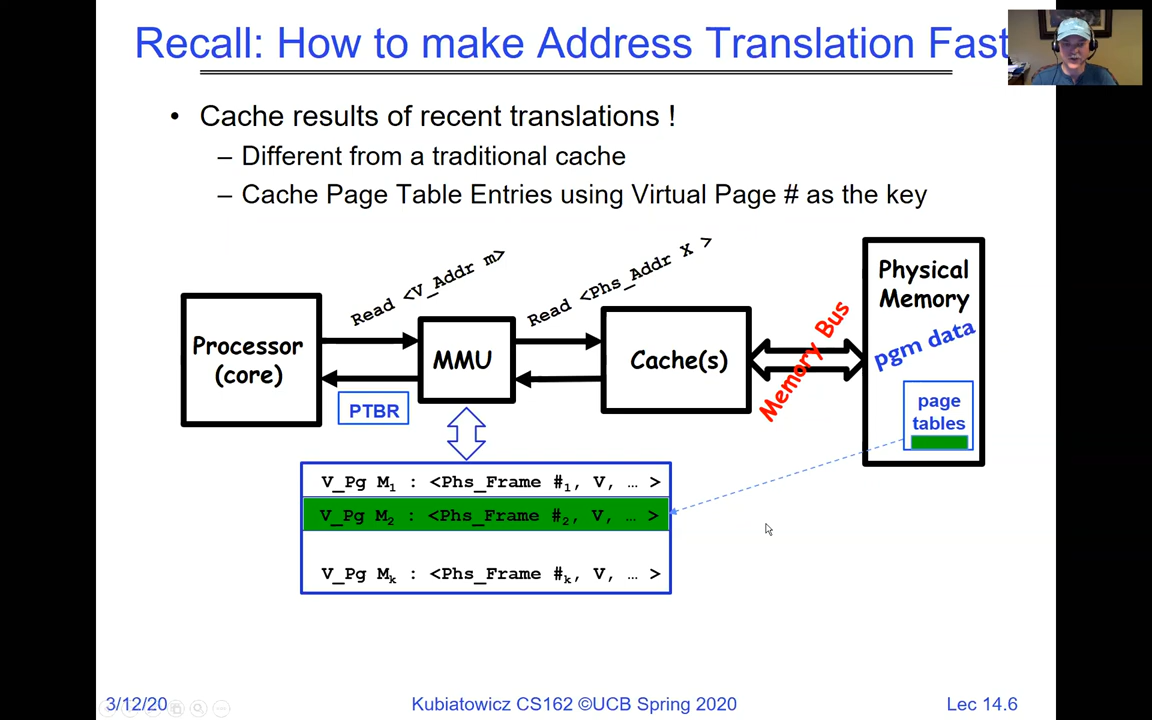 Recall: How to make Address Translation Fast
• Cache results of recent translations !
– Different from a traditional cache
– Cache Page Table Entries using Virtual Page # as the key
Read <V_Addr m>
Read <Phs_Addr X >
Processor
(core)
MMU
Cache(s)
Memory Bus
Physical
Memory
pgm data
page
tables
PTBR
V_Pg M1 : <Phs_Frame #1, V, … >
V_Pg M2 : <Phs_Frame #2, V, … >
V_Pg Mk : <Phs_Frame #k, V, … >
3/12/20
Kubiatowicz CS162 ©UCB Spring 2020
Lec 14.6